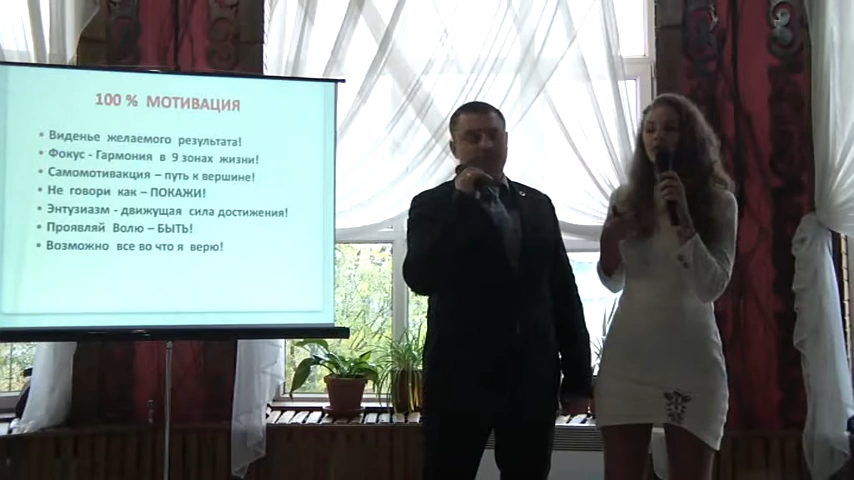 100 % МОТИВАЦИЯ
• Виденье желаемого результата!
• Фокус - ГАРМОНИЯ в 9 зонах жизни!
• Самомотивакция – путь к вершине!
• Не говори как – ПОКАЖИ!
• Энтузиазм - движущая сила достижения!
• Проявляй Волю – БЫТЬ!
• Возможно все во что я верю!